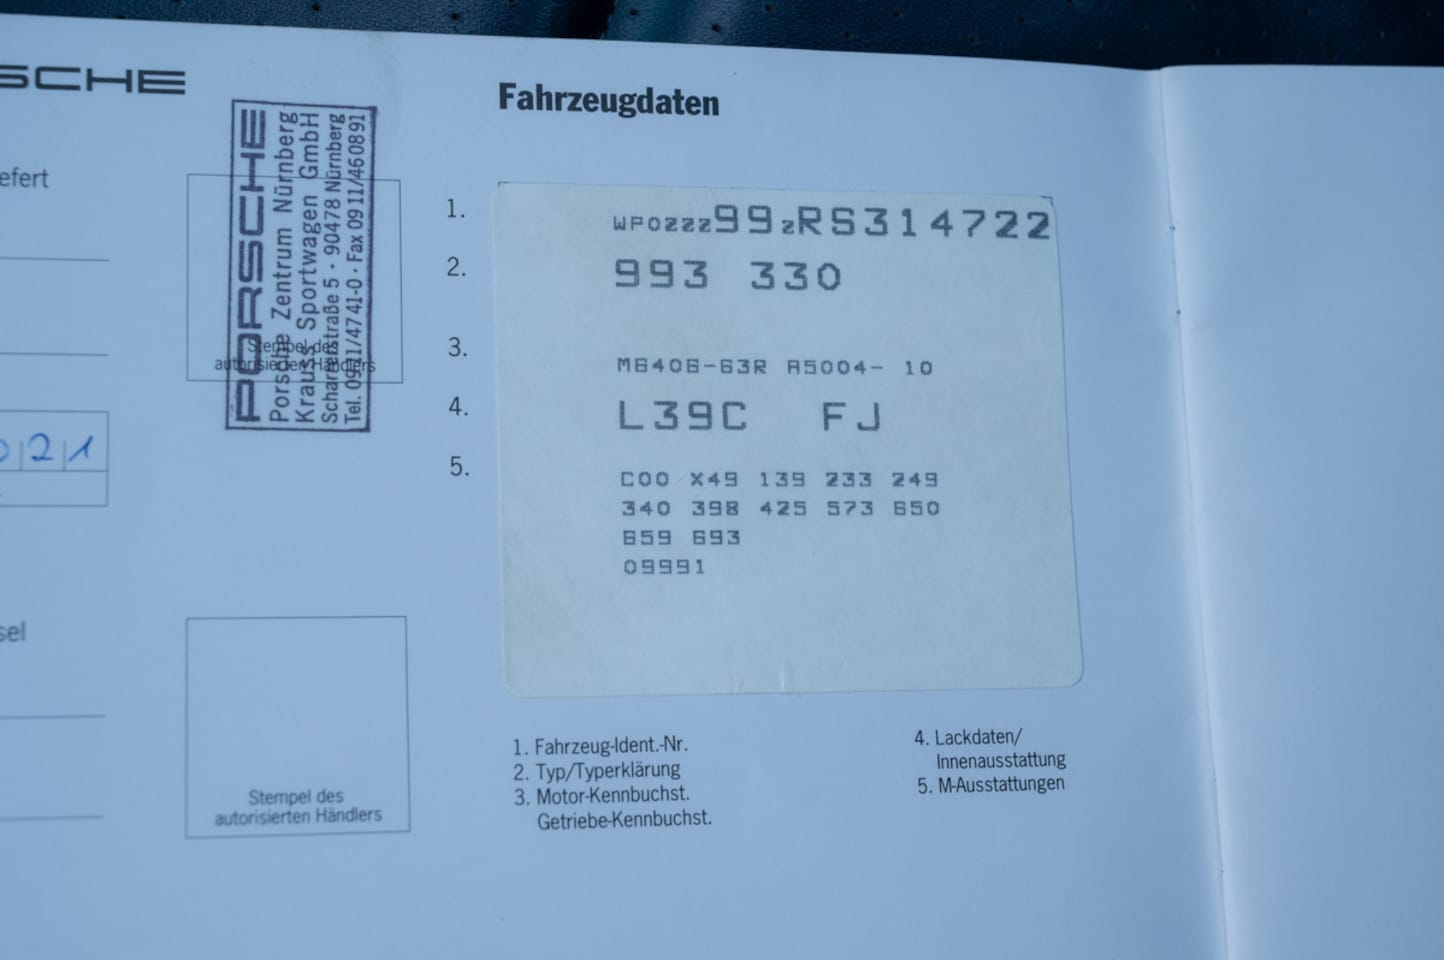 SCHE
Fahrzeugdaten
efert
PORSCHE
Porsche Zentrum Nürnberg
Krauss Sportwagen GmbH
Scharrerstraße 5 · 90478 Nürnberg
Tel. 0911/4741-0 · Fax 0911/460891
Stempel des
autorisierten Händlers
1. WP0ZZZ99ZRS314722
2. 993 330
3. M6406-63R A5004- 10
4. L39C FJ
5. C00 X49 139 233 249
340 398 425 573 650
659 693
09991
21
sel
Stempel des
autorisierten Händlers
1. Fahrzeug-Ident.-Nr.
2. Typ/Typerklärung
3. Motor-Kennbuchst.
Getriebe-Kennbuchst.
4. Lackdaten/
Innenausstattung
5. M-Ausstattungen